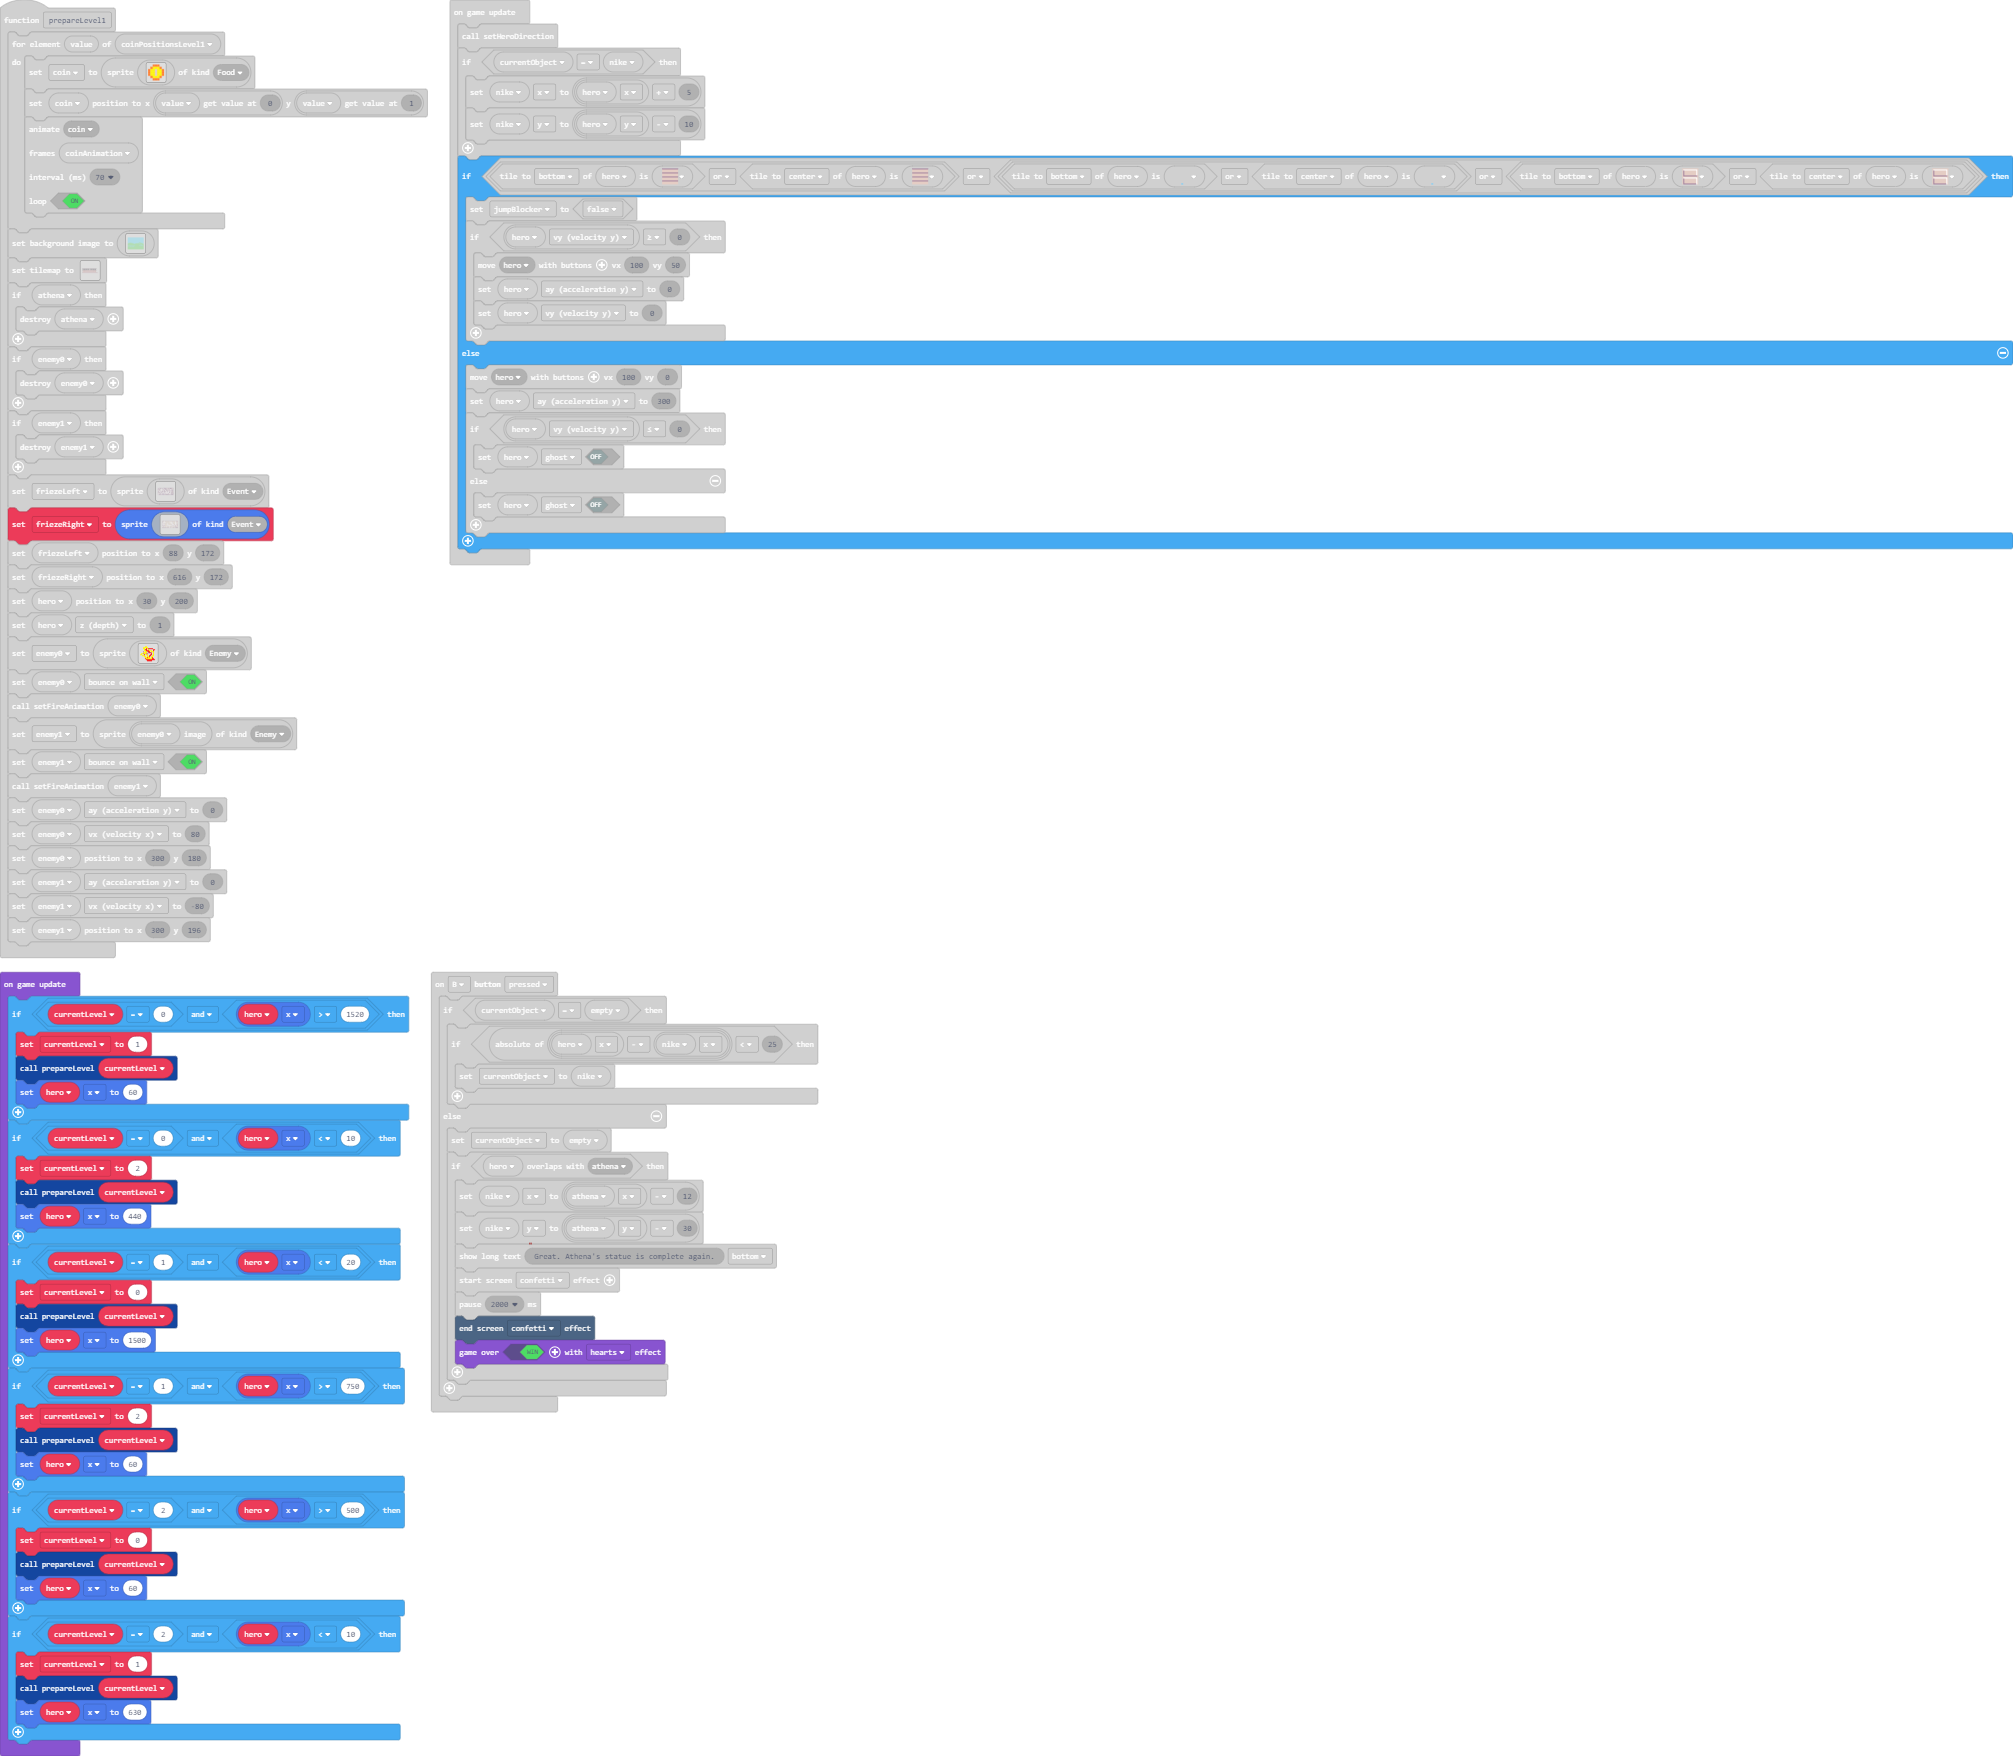 function prepareLevel1
for element value of coinPositionsLevel1
do
set coin to sprite of kind Food
set coin position to x value get value at 0 y value get value at 1
animate coin
frames coinAnimation
interval (ms) 70
loop ON
set background image to
set tilemap to
if athena then
destroy athena
if enemy0 then
destroy enemy0
if enemy1 then
destroy enemy1
set friezeLeft to sprite of kind Event
set friezeRight to sprite of kind Event
set friezeLeft position to x 88 y 172
set friezeRight position to x 616 y 172
set hero position to x 30 y 200
set hero z (depth) to 1
set enemy0 to sprite of kind Enemy
set enemy0 bounce on wall ON
call setFireAnimation enemy0
set enemy1 to sprite enemy0 image of kind Enemy
set enemy1 bounce on wall ON
call setFireAnimation enemy1
set enemy0 ay (acceleration y) to 0
set enemy0 vx (velocity x) to 80
set enemy0 position to x 300 y 180
set enemy1 ay (acceleration y) to 0
set enemy1 vx (velocity x) to -80
set enemy1 position to x 300 y 196
on game update
call setHeroDirection
if currentObject = nike then
set nike x to hero x + 5
set nike y to hero y - 10
if tile to bottom of hero is or tile to center of hero is or tile to bottom of hero is or tile to center of hero is or tile to bottom of hero is or tile to center of hero is then
set jumpBlocker to false
if hero vy (velocity y) ≥ 0 then
move hero with buttons vx 100 vy 50
set hero ay (acceleration y) to 0
set hero vy (velocity y) to 0
else
move hero with buttons vx 100 vy 0
set hero ay (acceleration y) to 300
if hero vy (velocity y) ≤ 0 then
set hero ghost OFF
else
set hero ghost OFF
on game update
if currentLevel = 0 and hero x > 1520 then
set currentLevel to 1
call prepareLevel currentLevel
set hero x to 60
if currentLevel = 0 and hero x < 10 then
set currentLevel to 2
call prepareLevel currentLevel
set hero x to 440
if currentLevel = 1 and hero x < 20 then
set currentLevel to 0
call prepareLevel currentLevel
set hero x to 1500
if currentLevel = 1 and hero x > 750 then
set currentLevel to 2
call prepareLevel currentLevel
set hero x to 60
if currentLevel = 2 and hero x > 500 then
set currentLevel to 0
call prepareLevel currentLevel
set hero x to 60
if currentLevel = 2 and hero x < 10 then
set currentLevel to 1
call prepareLevel currentLevel
set hero x to 630
on B button pressed
if currentObject = empty then
if absolute of hero x - nike x < 25 then
set currentObject to nike
else
set currentObject to empty
if hero overlaps with athena then
set nike x to athena x - 12
set nike y to athena y - 30
show long text Great. Athena's statue is complete again. bottom
start screen confetti effect
pause 2000 ms
end screen confetti effect
game over WIN with hearts effect